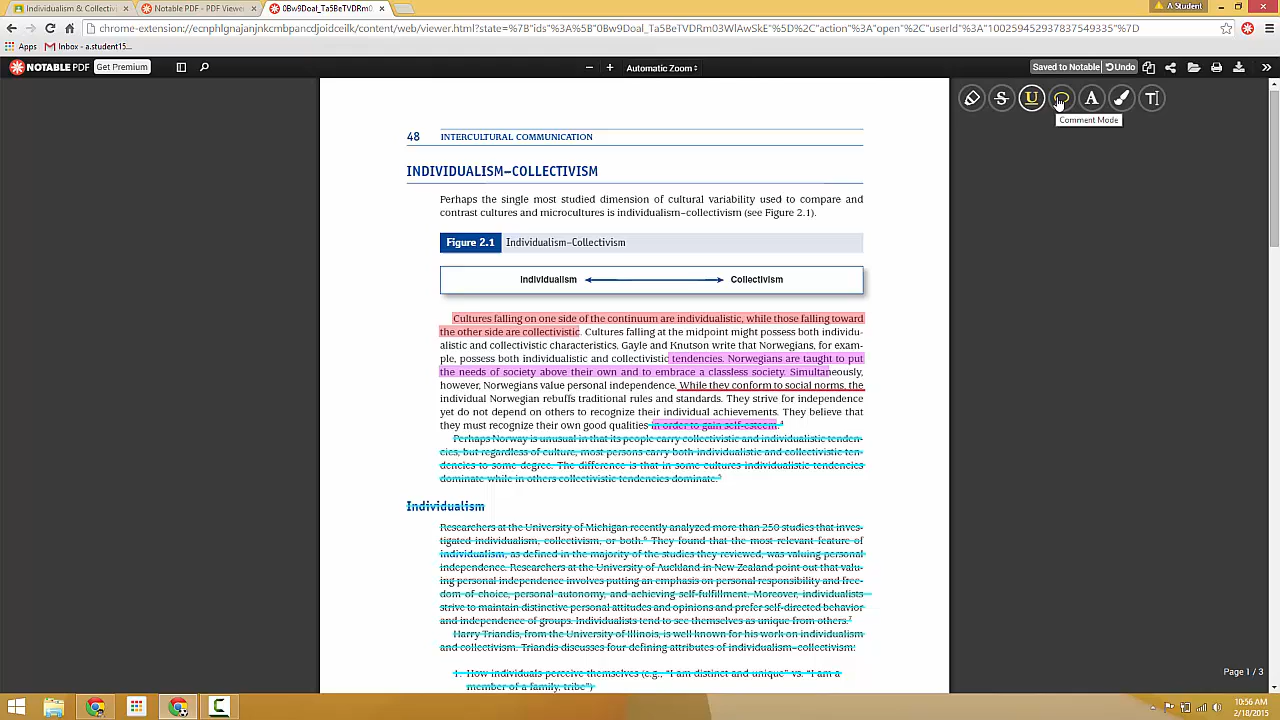 Individualism & Collectivis
Notable PDF - PDF Viewer
0Bw9Doal_Ta5BeTVDRm0
A Student
chrome-extension://ecnphlgnajanjnkcmbpancdjoidceilk/content/web/viewer.html?state=%7B"ids"%3A%5B"0Bw9Doal_Ta5BeTVDRm03WlAwSkE"%5D%2C"action"%3A"open"%2C"userId"%3A"100259452937837549335"%7D
Apps
Inbox - a.student15...
NOTABLE PDF
Get Premium
Automatic Zoom
Saved to Notable
Undo
U
S
A
T
Comment Mode
48 INTERCULTURAL COMMUNICATION
INDIVIDUALISM–COLLECTIVISM
Perhaps the single most studied dimension of cultural variability used to compare and
contrast cultures and microcultures is individualism–collectivism (see Figure 2.1).
Figure 2.1 Individualism–Collectivism
Individualism Collectivism
Cultures falling on one side of the continuum are individualistic, while those falling toward
the other side are collectivistic. Cultures falling at the midpoint might possess both individu-
alistic and collectivistic characteristics. Gayle and Knutson write that Norwegians, for exam-
ple, possess both individualistic and collectivistic tendencies. Norwegians are taught to put
the needs of society above their own and to embrace a classless society. Simultaneously,
however, Norwegians value personal independence. While they conform to social norms, the
individual Norwegian rebuffs traditional rules and standards. They strive for independence
yet do not depend on others to recognize their individual achievements. They believe that
they must recognize their own good qualities in order to gain self-esteem.⁴
Perhaps Norway is unusual in that its people carry collectivistic and individualistic tenden-
cies, but regardless of culture, most persons carry both individualistic and collectivistic ten-
dencies to some degree. The difference is that in some cultures individualistic tendencies
dominate while in others collectivistic tendencies dominate.⁵
Individualism
Researchers at the University of Michigan recently analyzed more than 250 studies that inves-
tigated individualism, collectivism, or both.⁶ They found that the most relevant feature of
individualism, as defined in the majority of the studies they reviewed, was valuing personal
independence. Researchers at the University of Auckland in New Zealand point out that valu-
ing personal independence involves putting an emphasis on personal responsibility and free-
dom of choice, personal autonomy, and achieving self-fulfillment. Moreover, individualists
strive to maintain distinctive personal attitudes and opinions and prefer self-directed behavior
and independence of groups. Individualists tend to see themselves as unique from others.⁷
Harry Triandis, from the University of Illinois, is well known for his work on individualism
and collectivism. Triandis discusses four defining attributes of individualism–collectivism:
1. How individuals perceive themselves (e.g., "I am distinct and unique" vs. "I am a
member of a family, tribe")
Page 1 / 3
10:56 AM
2/18/2015